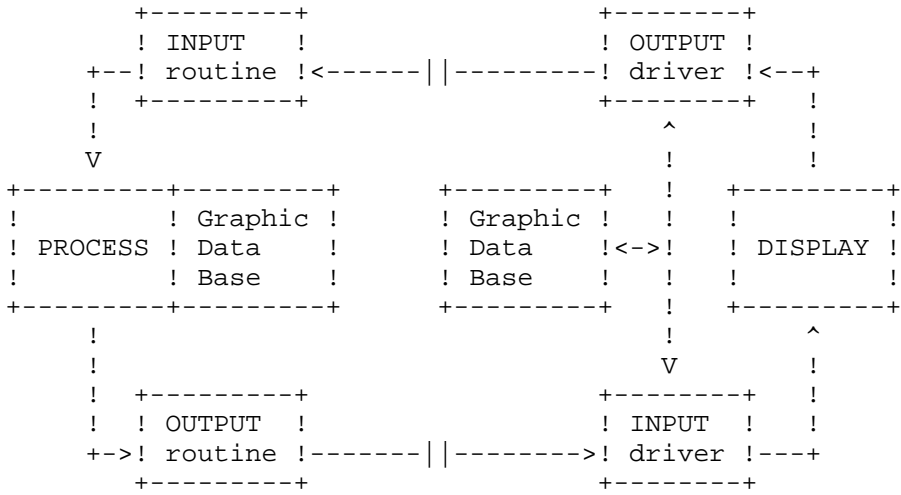 +---------+                  +--------+
! INPUT   !                  ! OUTPUT !
+--! routine !<------||---------! driver !<--+
!  +---------+                  +--------+   !
!                                   ^        !
V                                   !        !
+---------+---------+      +---------+   !   +---------+
!         ! Graphic !      ! Graphic !   !   !         !
! PROCESS ! Data    !      ! Data    !<->!   ! DISPLAY !
!         ! Base    !      ! Base    !   !   !         !
+---------+---------+      +---------+   !   +---------+
!                                   !        ^
!                                   V        !
!  +---------+                  +--------+   !
!  ! OUTPUT  !                  ! INPUT  !   !
+->! routine !-------||-------->! driver !---+
+---------+                  +--------+